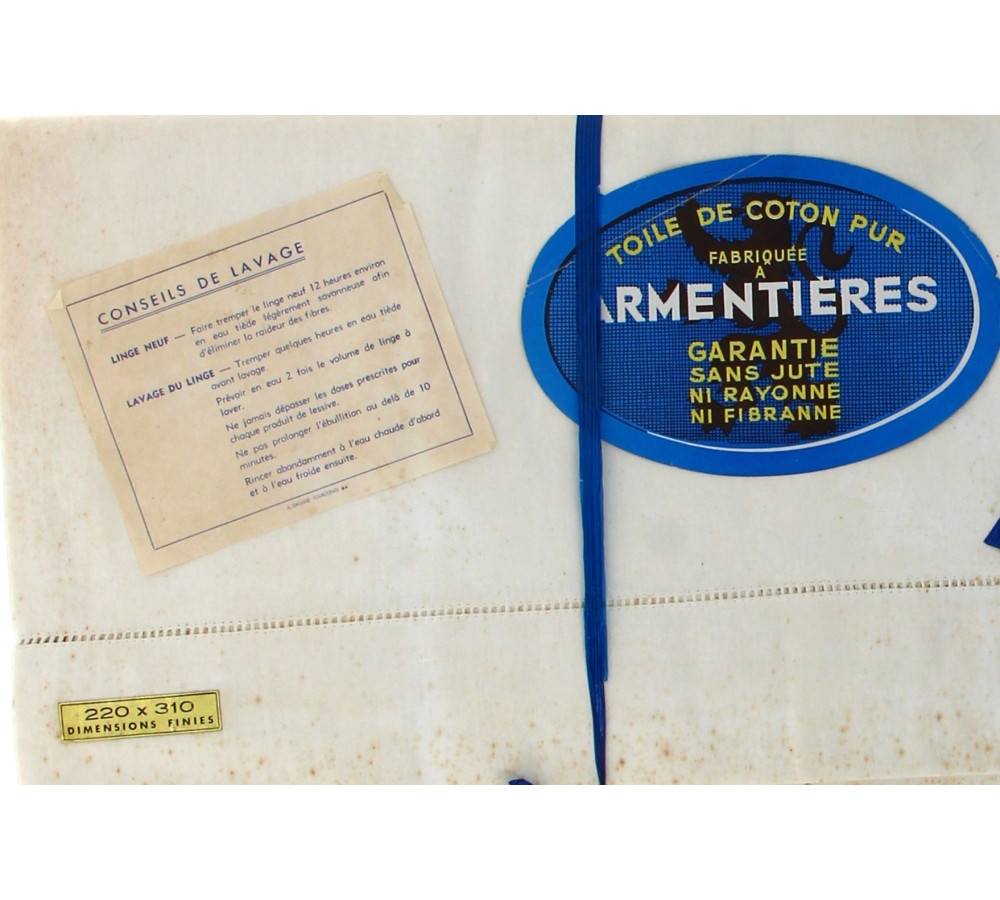 CONSEILS DE LAVAGE
LINGE NEUF — Faire tremper le linge neuf 12 heures environ
en eau tiède légèrement savonneuse afin
d'éliminer la raideur des fibres.
LAVAGE DU LINGE — Tremper quelques heures en eau tiède
avant lavage.
Prévoir en eau 2 fois le volume de linge à
laver.
Ne jamais dépasser les doses prescrites pour
chaque produit de lessive.
Ne pas prolonger l'ébullition au delà de 10
minutes.
Rincer abondamment à l'eau chaude d'abord
et à l'eau froide ensuite.
TOILE DE COTON PUR
FABRIQUÉE
A
ARMENTIÈRES
GARANTIE
SANS JUTE
NI RAYONNE
NI FIBRANNE
220 x 310
DIMENSIONS FINIES